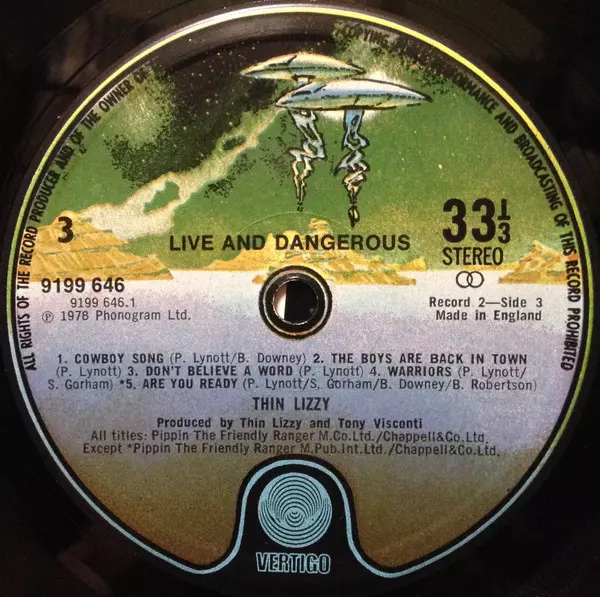 ALL RIGHTS OF THE RECORD PRODUCER AND OF THE OWNER OF
COPYING
PERFORMANCE AND BROADCASTING OF THIS RECORD PROHIBITED
3
LIVE AND DANGEROUS
33⅓
STEREO
9199 646
9199 646.1
℗ 1978 Phonogram Ltd.
Record 2—Side 3
Made in England
1. COWBOY SONG (P. Lynott/B. Downey) 2. THE BOYS ARE BACK IN TOWN
(P. Lynott) 3. DON'T BELIEVE A WORD (P. Lynott) 4. WARRIORS (P. Lynott/
S. Gorham) *5. ARE YOU READY (P. Lynott/S. Gorham/B. Downey/B. Robertson)
THIN LIZZY
Produced by Thin Lizzy and Tony Visconti
All titles: Pippin The Friendly Ranger M.Co.Ltd./Chappell&Co.Ltd.
Except *Pippin The Friendly Ranger M.Pub.Int.Ltd./Chappell&Co.Ltd.
VERTIGO